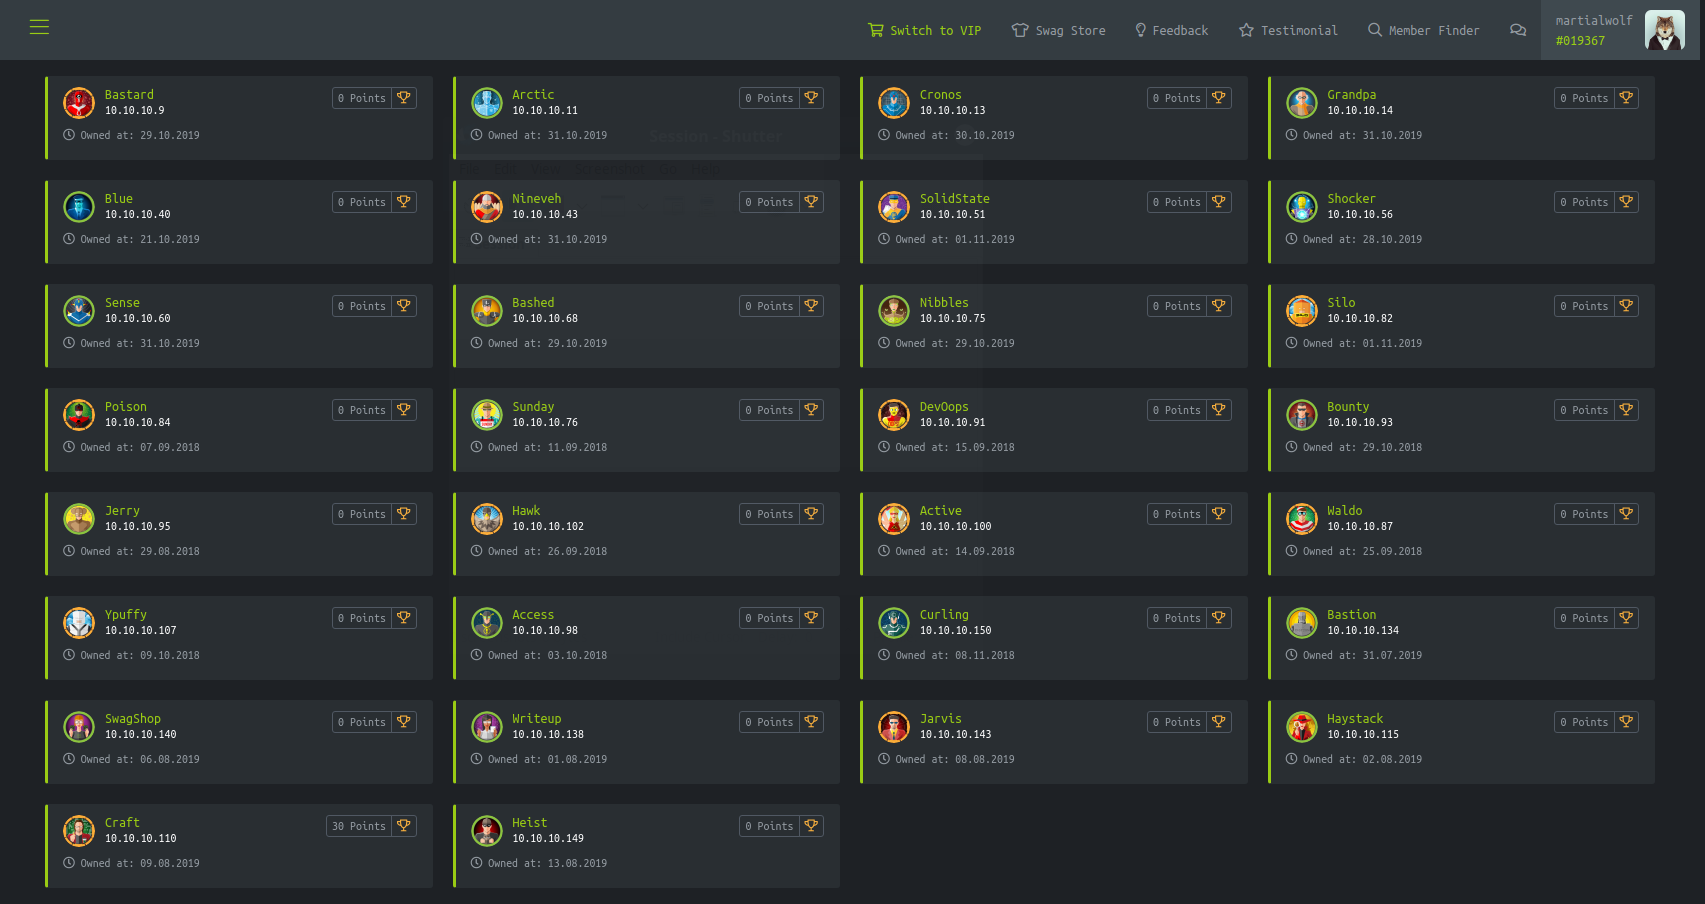 Switch to VIP Swag Store Feedback Testimonial Member Finder martialwolf
#019367
Bastard 0 Points Arctic 0 Points Cronos 0 Points Grandpa 0 Points
10.10.10.9 10.10.10.11 10.10.10.13 10.10.10.14
Owned at: 29.10.2019 Owned at: 31.10.2019 Owned at: 30.10.2019 Owned at: 31.10.2019
Session - Shutter
Blue 0 Points Nineveh 0 Points SolidState 0 Points Shocker 0 Points
10.10.10.40 10.10.10.43 10.10.10.51 10.10.10.56
Owned at: 21.10.2019 Owned at: 31.10.2019 Owned at: 01.11.2019 Owned at: 28.10.2019
Sense 0 Points Bashed 0 Points Nibbles 0 Points Silo 0 Points
10.10.10.60 10.10.10.68 10.10.10.75 10.10.10.82
Owned at: 31.10.2019 Owned at: 29.10.2019 Owned at: 29.10.2019 Owned at: 01.11.2019
Poison 0 Points Sunday 0 Points DevOops 0 Points Bounty 0 Points
10.10.10.84 10.10.10.76 10.10.10.91 10.10.10.93
Owned at: 07.09.2018 Owned at: 11.09.2018 Owned at: 15.09.2018 Owned at: 29.10.2018
Jerry 0 Points Hawk 0 Points Active 0 Points Waldo 0 Points
10.10.10.95 10.10.10.102 10.10.10.100 10.10.10.87
Owned at: 29.08.2018 Owned at: 26.09.2018 Owned at: 14.09.2018 Owned at: 25.09.2018
Ypuffy 0 Points Access 0 Points Curling 0 Points Bastion 0 Points
10.10.10.107 10.10.10.98 10.10.10.150 10.10.10.134
Owned at: 09.10.2018 Owned at: 03.10.2018 Owned at: 08.11.2018 Owned at: 31.07.2019
SwagShop 0 Points Writeup 0 Points Jarvis 0 Points Haystack 0 Points
10.10.10.140 10.10.10.138 10.10.10.143 10.10.10.115
Owned at: 06.08.2019 Owned at: 01.08.2019 Owned at: 08.08.2019 Owned at: 02.08.2019
Craft 30 Points Heist 0 Points
10.10.10.110 10.10.10.149
Owned at: 09.08.2019 Owned at: 13.08.2019